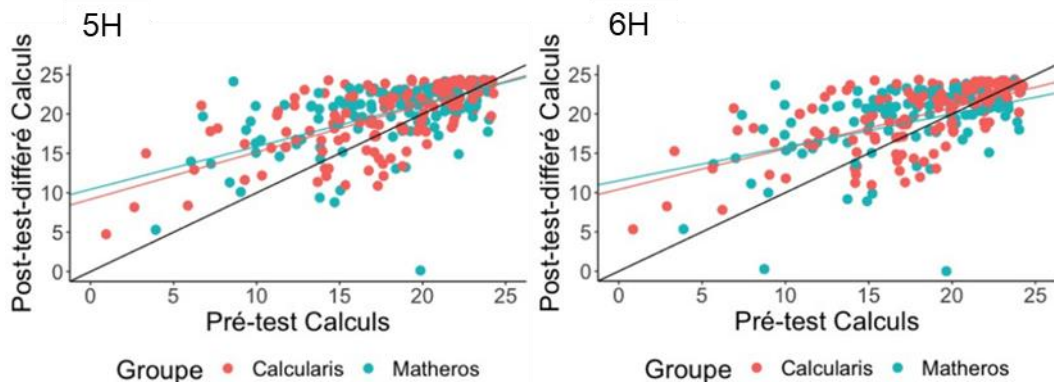 5H
Post-test-différé Calculs
25
20
15
10
5
0
0 5 10 15 20 25
Pré-test Calculs
Groupe Calcularis Matheros
6H
Post-test-différé Calculs
25
20
15
10
5
0
0 5 10 15 20 25
Pré-test Calculs
Groupe Calcularis Matheros